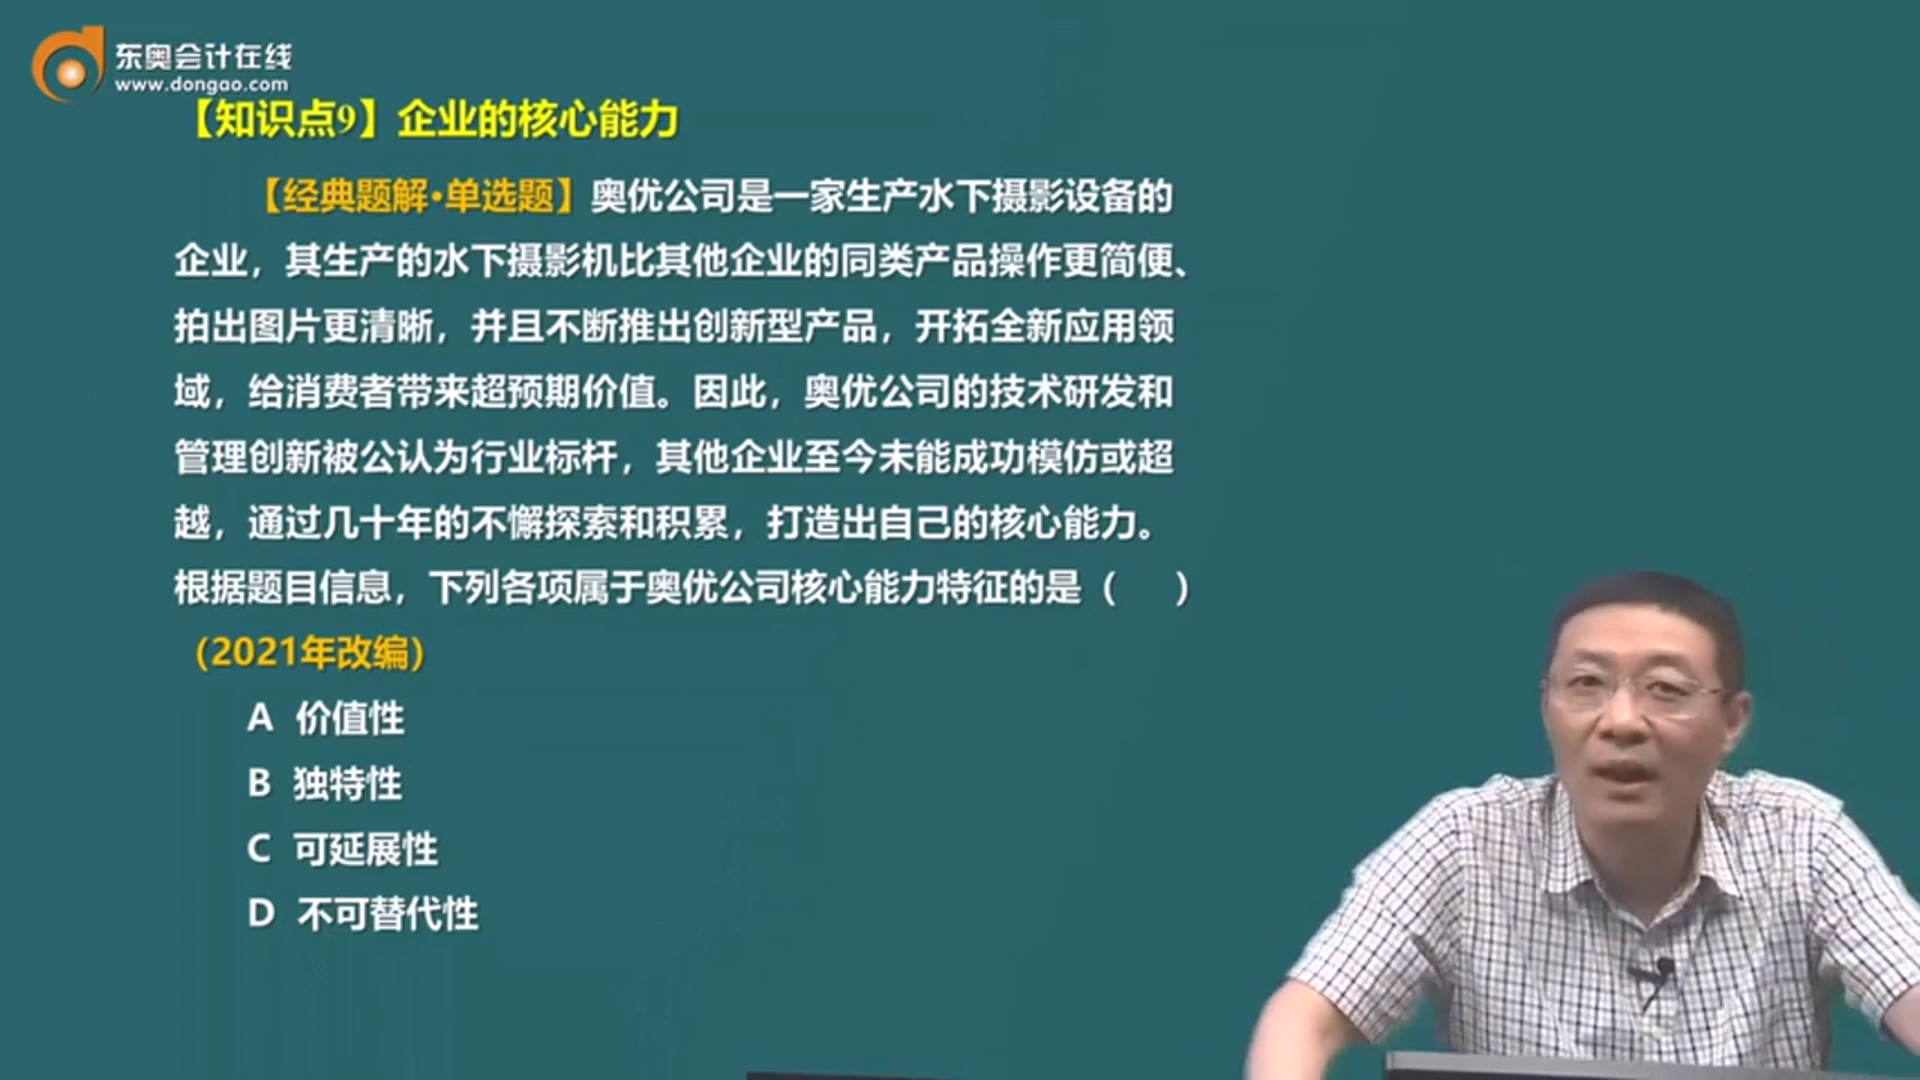 东奥会计在线
www.dongao.com
【知识点9】企业的核心能力
【经典题解·单选题】奥优公司是一家生产水下摄影设备的
企业，其生产的水下摄影机比其他企业的同类产品操作更简便、
拍出图片更清晰，并且不断推出创新型产品，开拓全新应用领
域，给消费者带来超预期价值。因此，奥优公司的技术研发和
管理创新被公认为行业标杆，其他企业至今未能成功模仿或超
越，通过几十年的不懈探索和积累，打造出自己的核心能力。
根据题目信息，下列各项属于奥优公司核心能力特征的是（ ）
（2021年改编）
A 价值性
B 独特性
C 可延展性
D 不可替代性